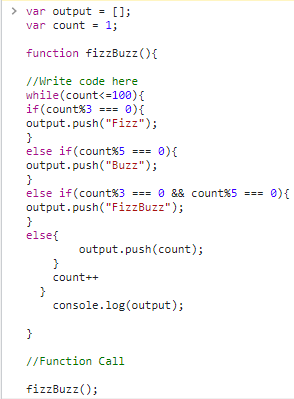 > var output = [];
var count = 1;
function fizzBuzz(){
//Write code here
while(count<=100){
if(count%3 === 0){
output.push("Fizz");
}
else if(count%5 === 0){
output.push("Buzz");
}
else if(count%3 === 0 && count%5 === 0){
output.push("FizzBuzz");
}
else{
output.push(count);
}
count++
}
console.log(output);
}
//Function Call
fizzBuzz();